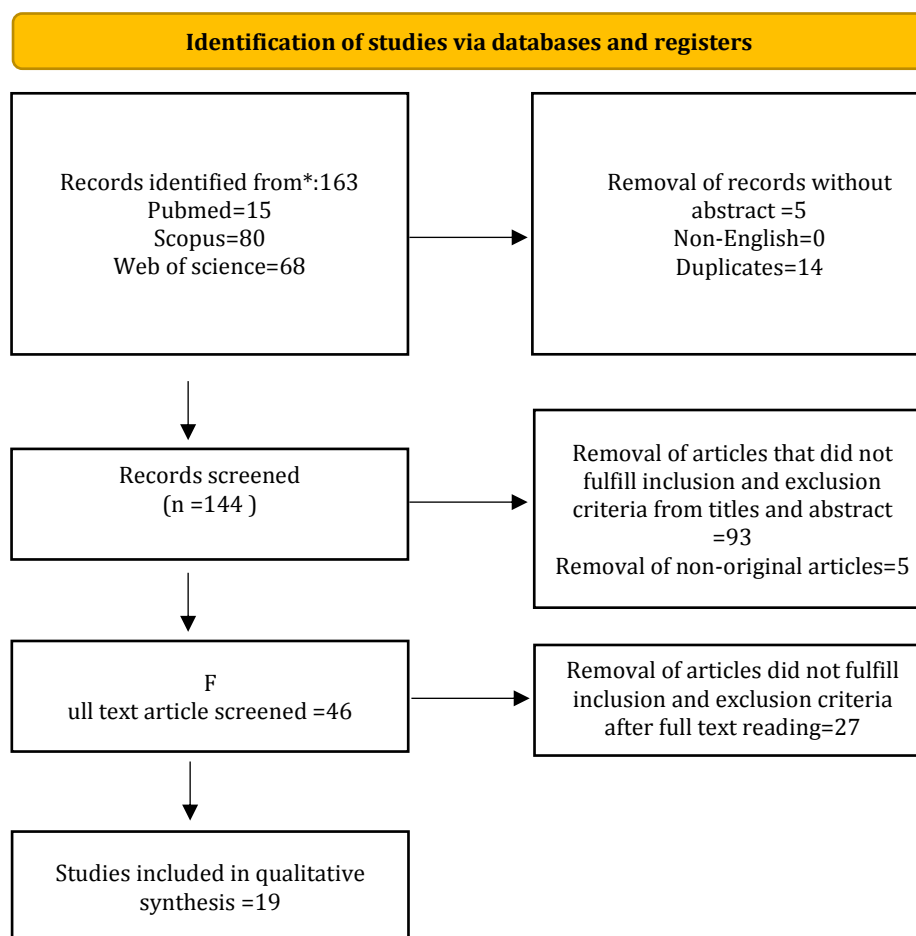 Identification of studies via databases and registers
Records identified from*:163
Pubmed=15
Scopus=80
Web of science=68
Removal of records without
abstract =5
Non-English=0
Duplicates=14
Records screened
(n =144 )
Removal of articles that did not
fulfill inclusion and exclusion
criteria from titles and abstract
=93
Removal of non-original articles=5
F
ull text article screened =46
Removal of articles did not fulfill
inclusion and exclusion criteria
after full text reading=27
Studies included in qualitative
synthesis =19